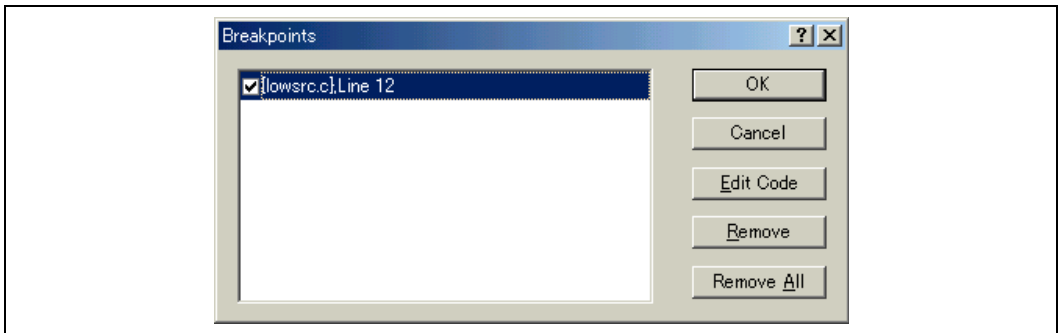 Breakpoints
{lowsrc.c},Line 12
OK
Cancel
Edit Code
Remove
Remove All